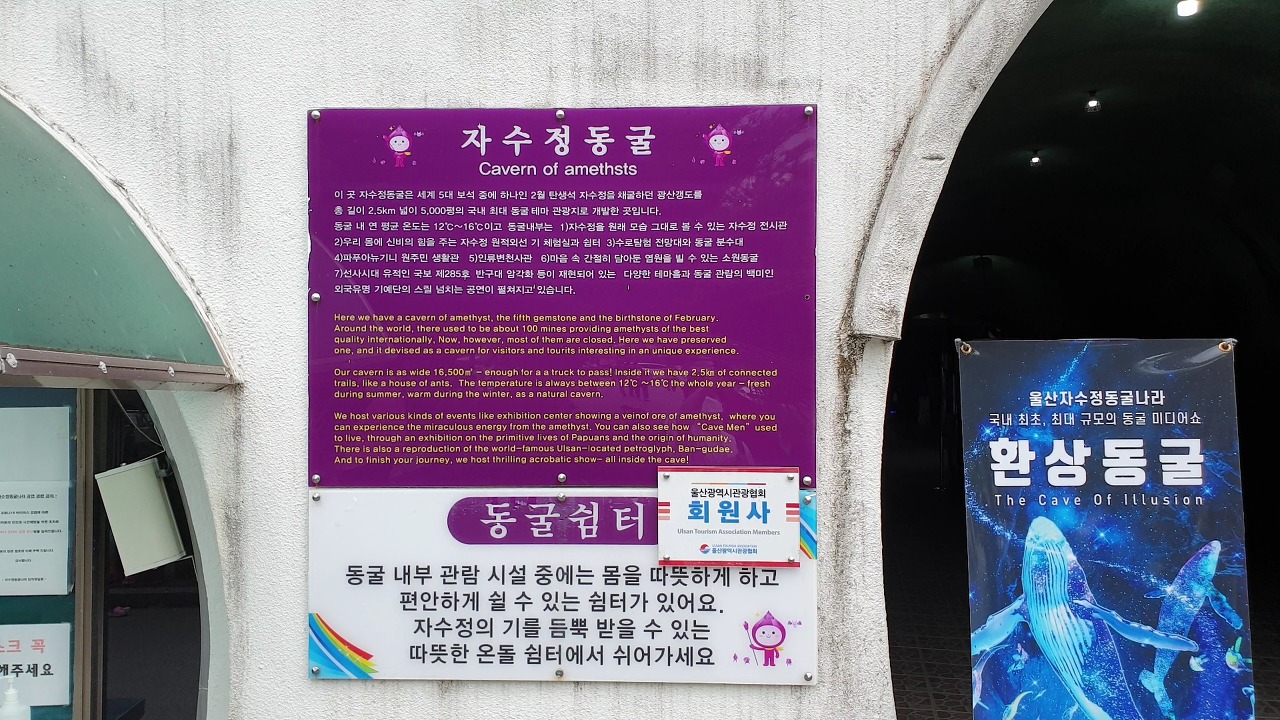 자수정동굴
Cavern of amethsts
이 곳 자수정동굴은 세계 5대 보석 중에 하나인 2월 탄생석 자수정을 채굴하던 광산갱도를
총 길이 2.5km 넓이 5,000평의 국내 최대 동굴 테마 관광지로 개발한 곳입니다.
동굴 내 연 평균 온도는 12℃~16℃이고 동굴내부는 1)자수정을 원래 모습 그대로 볼 수 있는 자수정 전시관
2)우리 몸에 신비의 힘을 주는 자수정 원적외선 기 체험실과 쉼터 3)수로탐험 전망대와 동굴 분수대
4)파푸아뉴기니 원주민 생활관 5)인류변천사관 6)마음 속 간절히 담아둔 염원을 빌 수 있는 소원동굴
7)선사시대 유적인 국보 제285호 반구대 암각화 등이 재현되어 있는 다양한 테마홀과 동굴 관람의 백미인
외국유명 기예단의 스릴 넘치는 공연이 펼쳐지고 있습니다.
Here we have a cavern of amethyst, the fifth gemstone and the birthstone of February.
Around the world, there used to be about 100 mines providing amethysts of the best
quality internationally. Now, however, most of them are closed. Here we have preserved
one, and it devised as a cavern for visitors and tourits interesting in an unique experience.
Our cavern is as wide 16,500㎡ - enough for a a truck to pass! Inside it we have 2.5㎞ of connected
trails, like a house of ants. The temperature is always between 12℃ ~16℃ the whole year - fresh
during summer, warm during the winter, as a natural cavern.
We host various kinds of events like exhibition center showing a veinof ore of amethyst, where you
can experience the miraculous energy from the amethyst. You can also see how "Cave Men" used
to live, through an exhibition on the primitive lives of Papuans and the origin of humanity.
There is also a reproduction of the world-famous Ulsan-located petroglyph, Ban-gudae,
And to finish your journey, we host thrilling acrobatic show- all inside the cave!
동굴쉼터
울산광역시관광협회
회원사
Ulsan Tourism Association Members
ULSAN TOURISM ASSOCIATION
울산광역시관광협회
동굴 내부 관람 시설 중에는 몸을 따뜻하게 하고
편안하게 쉴 수 있는 쉼터가 있어요.
자수정의 기를 듬뿍 받을 수 있는
따뜻한 온돌 쉼터에서 쉬어가세요
울산자수정동굴나라
국내 최초, 최대 규모의 동굴 미디어쇼
환상동굴
The Cave Of Illusion
스크 꼭
해주세요